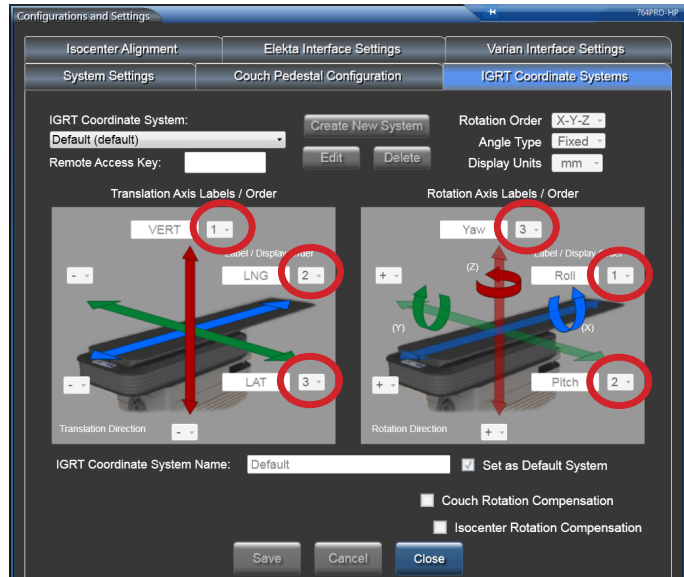 Configurations and Settings
764PRO-HP
Isocenter Alignment
Elekta Interface Settings
Varian Interface Settings
System Settings
Couch Pedestal Configuration
IGRT Coordinate Systems
IGRT Coordinate System:
Default (default)
Create New System
Rotation Order X-Y-Z
Angle Type Fixed
Remote Access Key:
Edit
Delete
Display Units mm
Translation Axis Labels / Order
VERT 1
Label / Display Order
LNG 2
-
LAT 3
-
Translation Direction -
Rotation Axis Labels / Order
Yaw 3
Label / Display Order
(Z)
Roll 1
+
(Y)
(X)
Pitch 2
+
Rotation Direction +
IGRT Coordinate System Name: Default
Set as Default System
Couch Rotation Compensation
Isocenter Rotation Compensation
Save
Cancel
Close